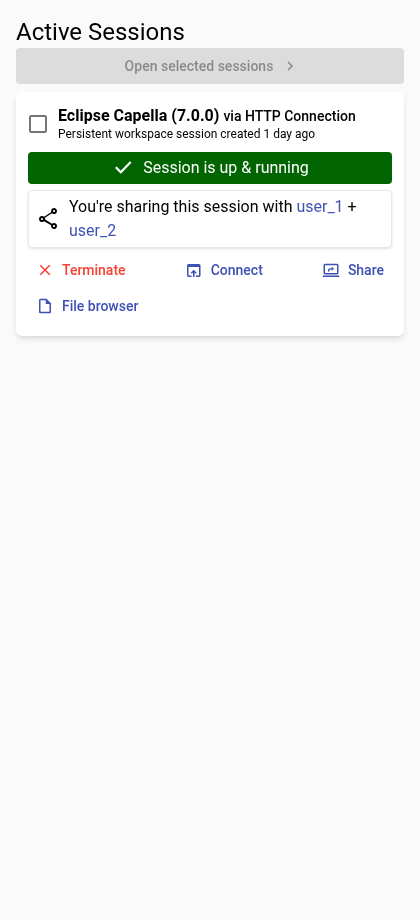 Active Sessions
Open selected sessions
Eclipse Capella (7.0.0) via HTTP Connection
Persistent workspace session created 1 day ago
Session is up & running
You're sharing this session with user_1 +
user_2
Terminate Connect Share
File browser